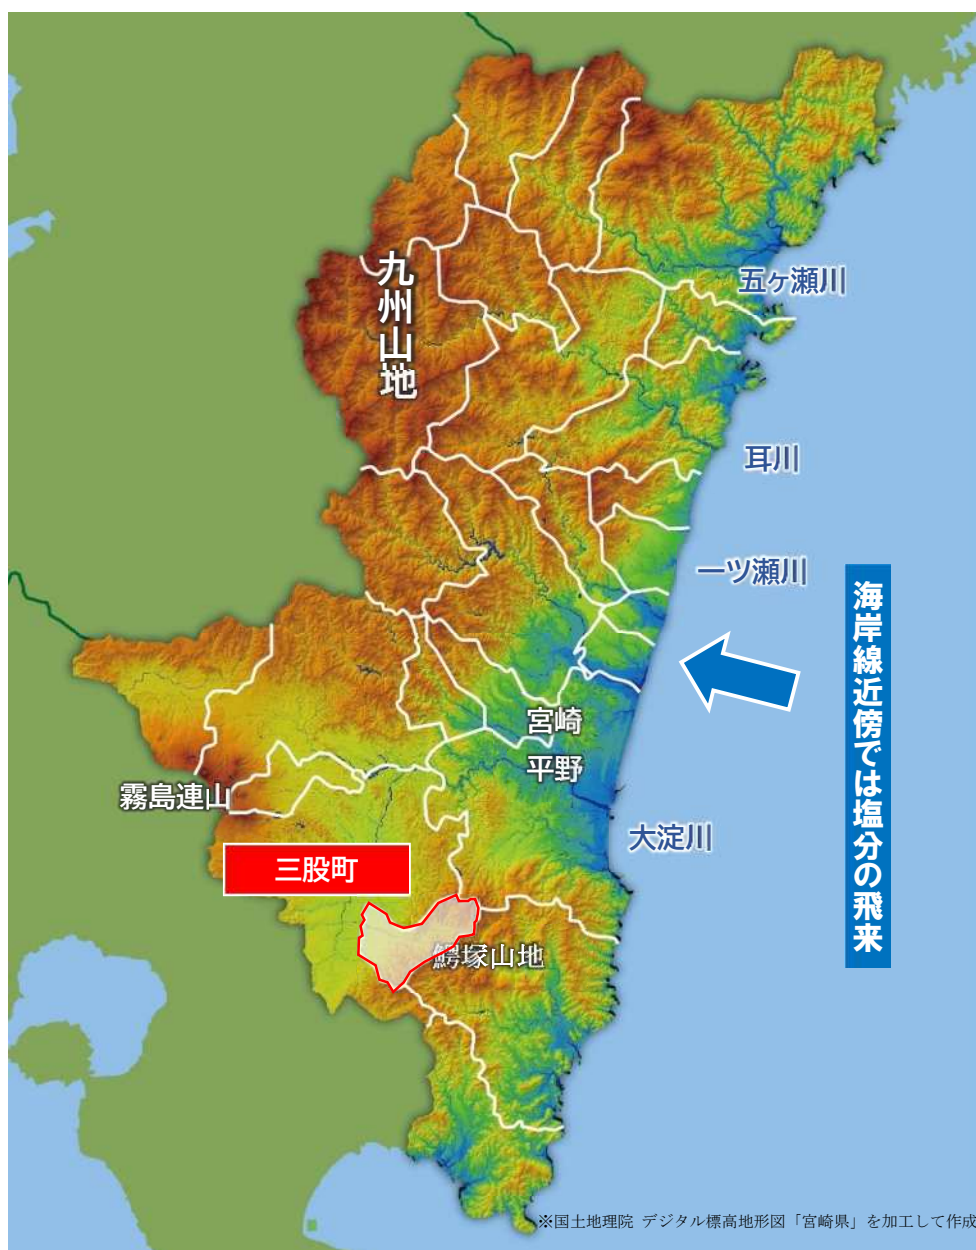 九州山地
五ヶ瀬川
耳川
一ツ瀬川
海岸線近傍では塩分の飛来
宮崎
平野
霧島連山
大淀川
三股町
鰐塚山地
※国土地理院 デジタル標高地形図「宮崎県」を加工して作成